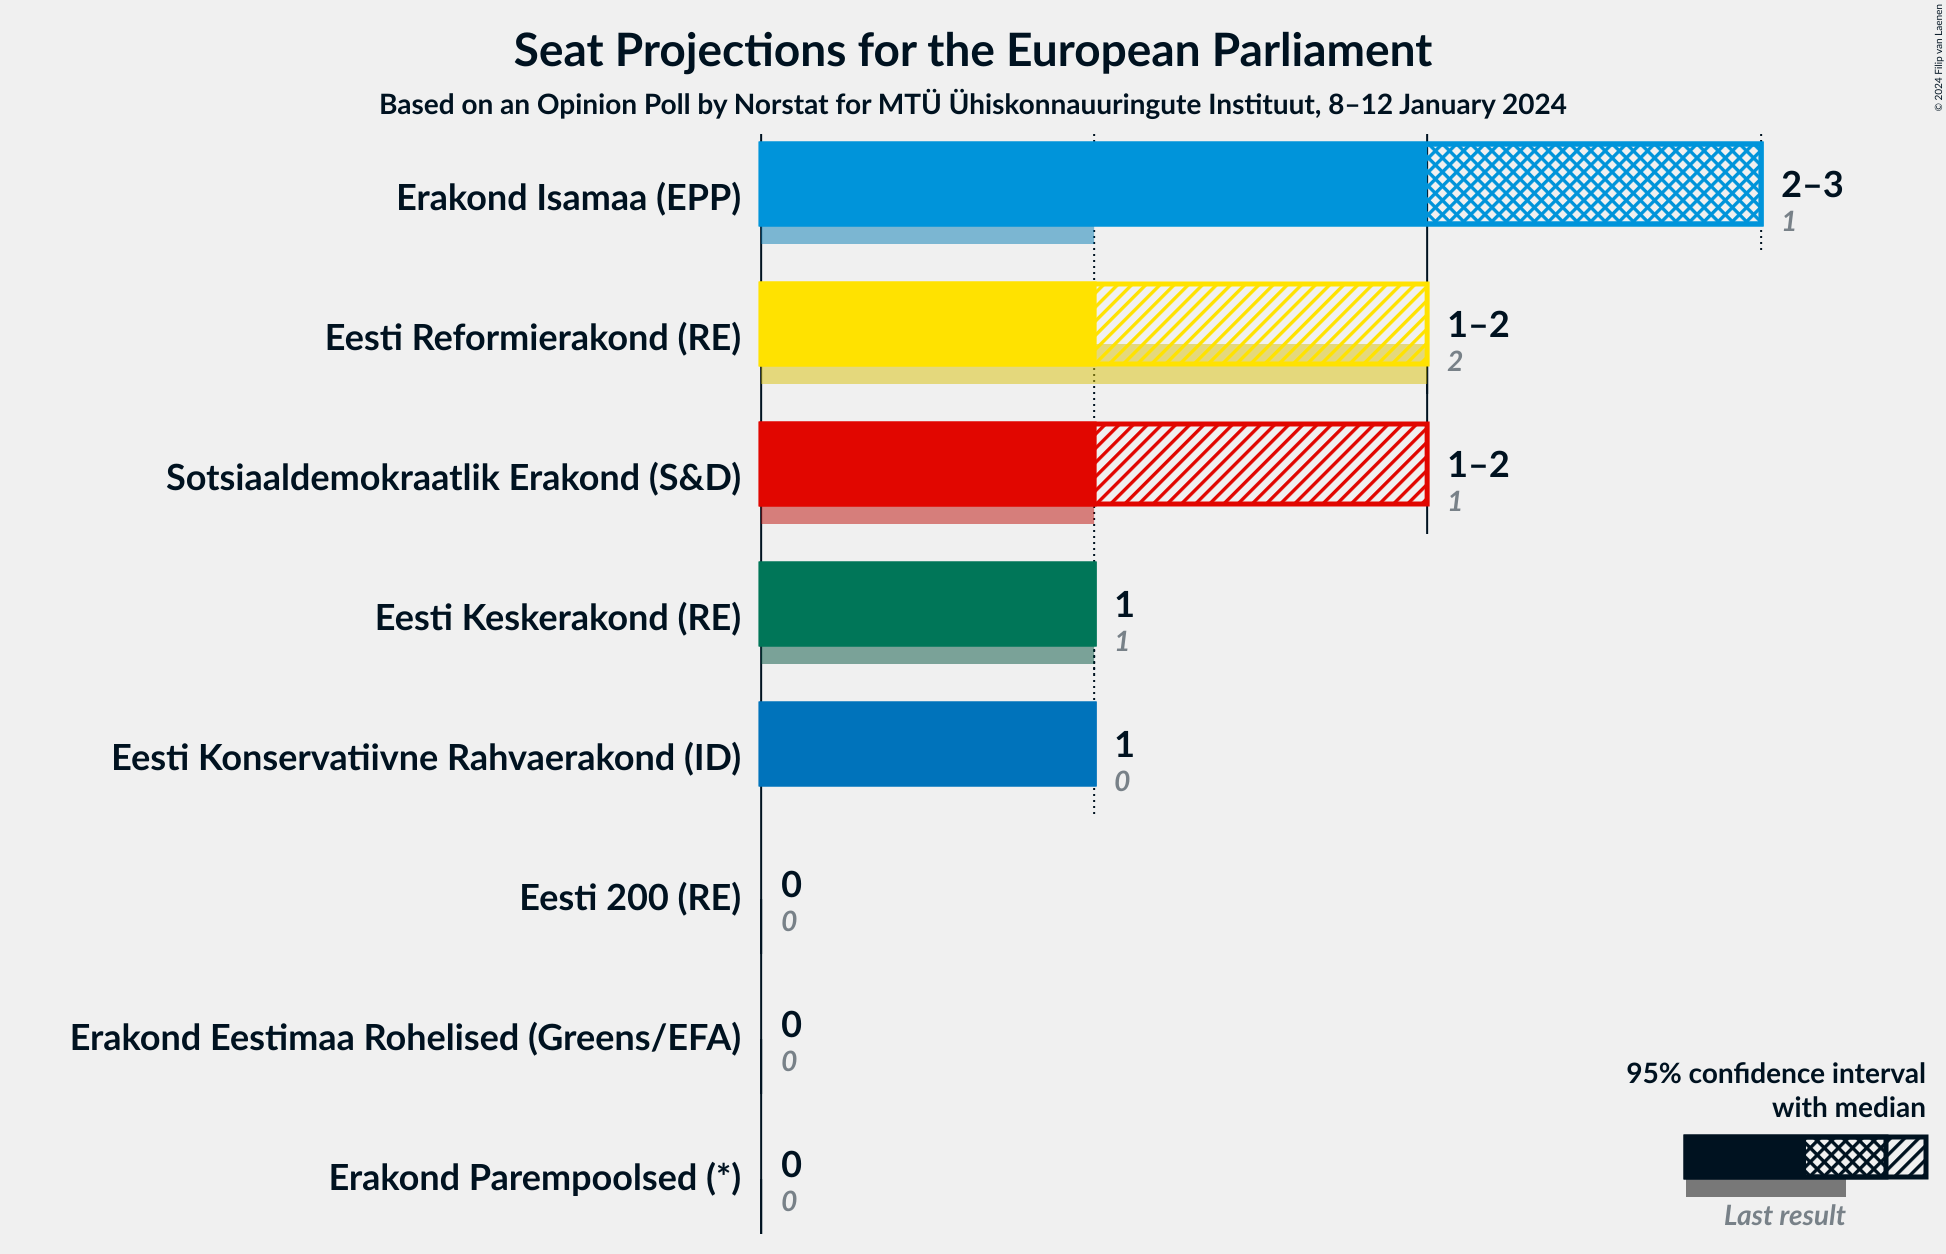 Seat Projections for the European Parliament
Based on an Opinion Poll by Norstat for MTÜ Ühiskonnauuringute Instituut, 8–12 January 2024
© 2024 Filip van Laenen
Erakond Isamaa (EPP)
2–3
1
Eesti Reformierakond (RE)
1–2
2
Sotsiaaldemokraatlik Erakond (S&D)
1–2
1
Eesti Keskerakond (RE)
1
1
Eesti Konservatiivne Rahvaerakond (ID)
1
0
Eesti 200 (RE)
0
0
Erakond Eestimaa Rohelised (Greens/EFA)
0
0
Erakond Parempoolsed (*)
0
0
95% confidence interval
with median
Last result